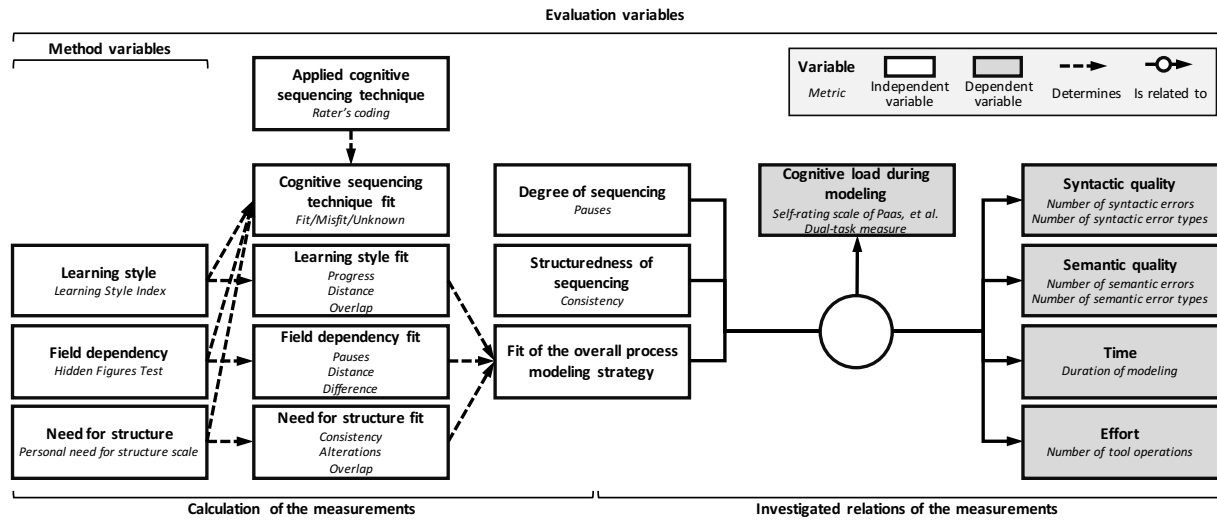 Evaluation variables
Method variables
Applied cognitive
sequencing technique
Rater's coding
Variable
Metric
Independent
variable
Dependent
variable
Determines
Is related to
Cognitive sequencing
technique fit
Fit/Misfit/Unknown
Degree of sequencing
Pauses
Cognitive load during
modeling
Self-rating scale of Paas, et al.
Dual-task measure
Syntactic quality
Number of syntactic errors
Number of syntactic error types
Learning style
Learning Style Index
Learning style fit
Progress
Distance
Overlap
Structuredness of
sequencing
Consistency
Semantic quality
Number of semantic errors
Number of semantic error types
Field dependency
Hidden Figures Test
Field dependency fit
Pauses
Distance
Difference
Fit of the overall process
modeling strategy
Time
Duration of modeling
Need for structure
Personal need for structure scale
Need for structure fit
Consistency
Alterations
Overlap
Effort
Number of tool operations
Calculation of the measurements
Investigated relations of the measurements